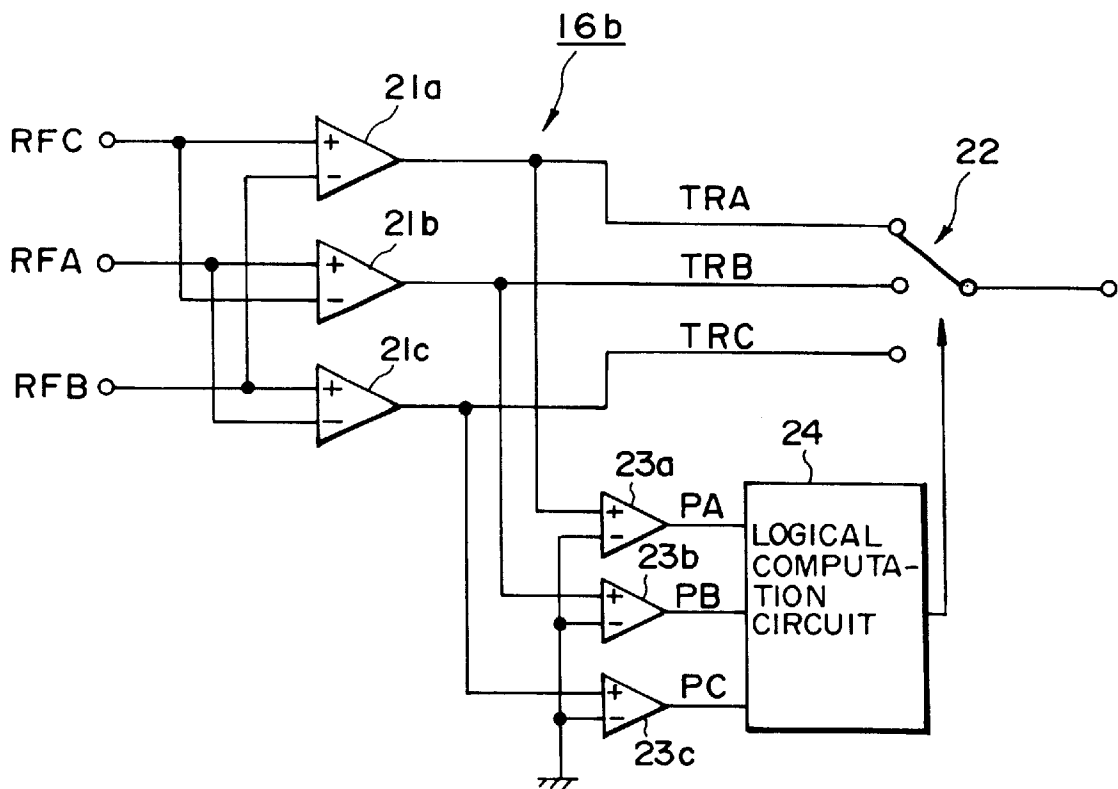 16b
21a
RFC
+
-
22
TRA
21b
RFA
+
-
TRB
21c
TRC
RFB
+
-
24
23a
+
-
PA
LOGICAL
COMPUTA-
TION
CIRCUIT
23b
+
-
PB
+
-
PC
23c